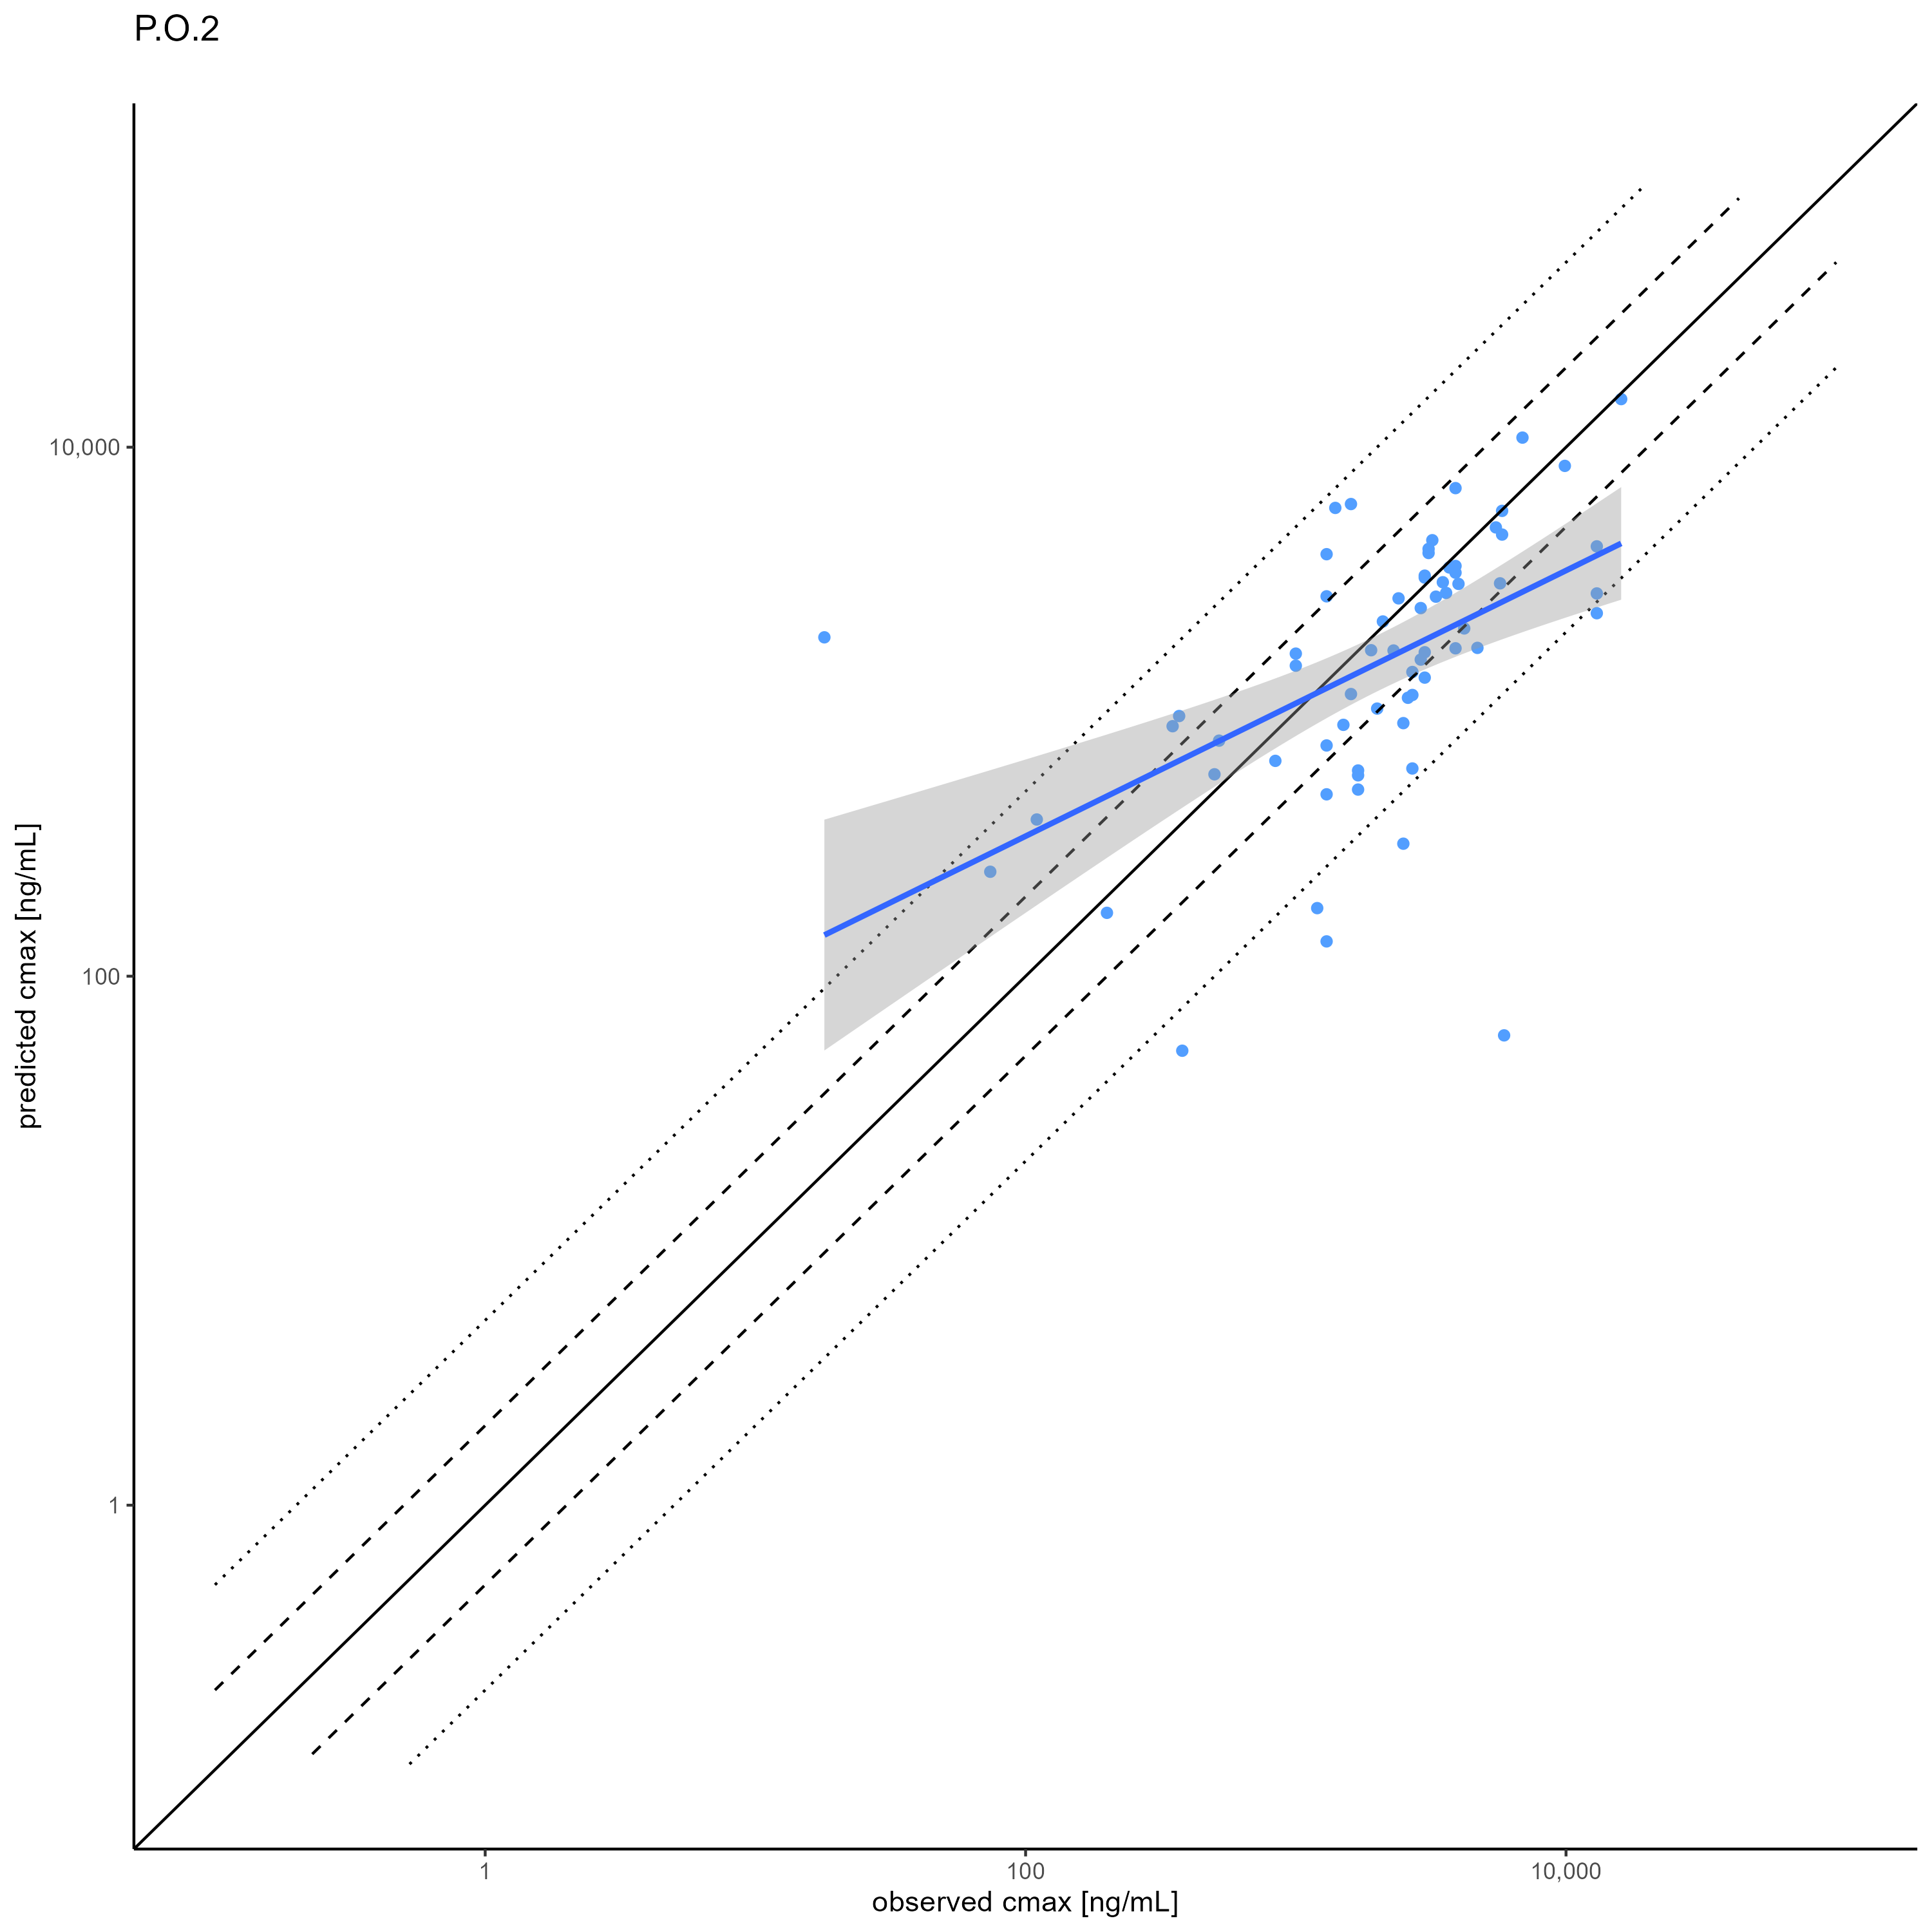 P.O.2
predicted cmax [ng/mL]
10,000
100
1
1
100
10,000
observed cmax [ng/mL]